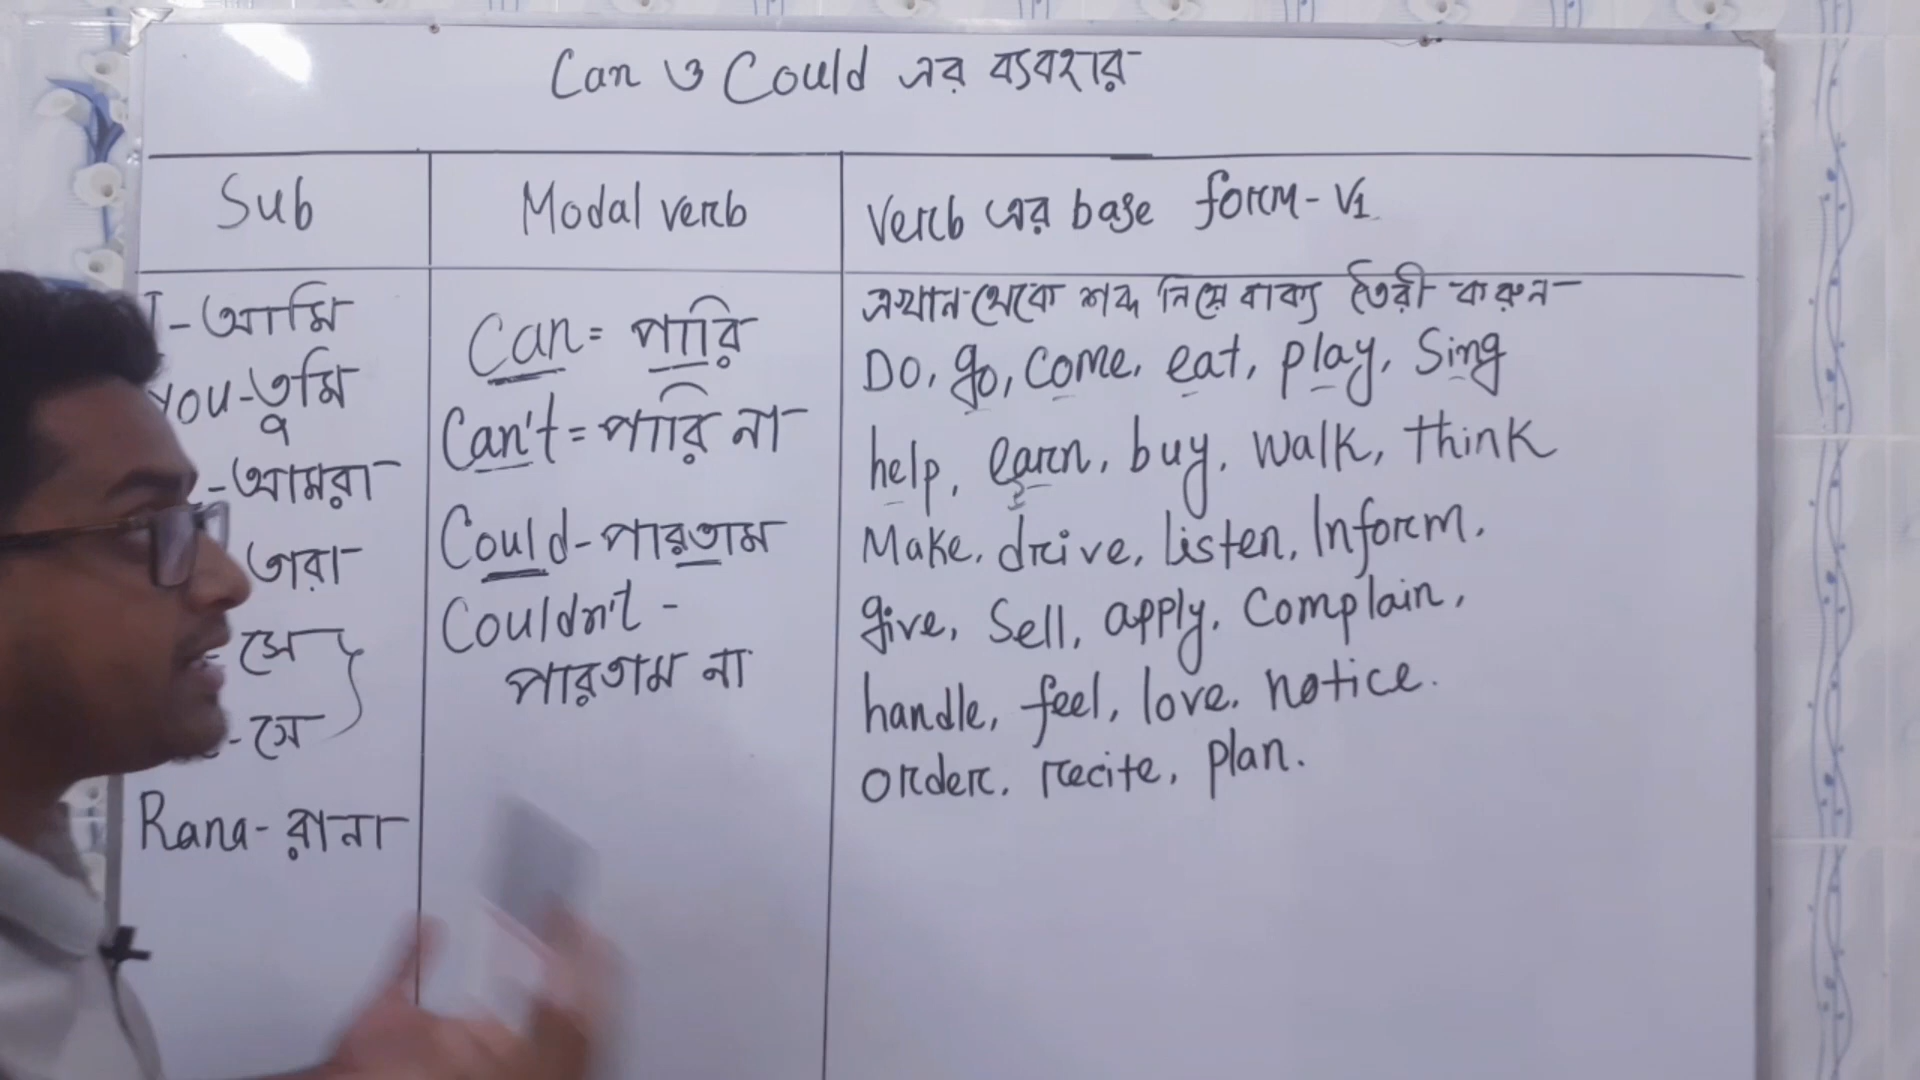 Can ও Could এর ব্যবহার
Sub
Modal verb
Verb এর base form - V1
I - আমি
You - তুমি
- আমরা
তারা
- সে
- সে
Rana - রানা
Can = পারি
Can't = পারি না
Could - পারতাম
Couldn't -
পারতাম না
এখান থেকে শব্দ নিয়ে বাক্য তৈরী করুন
Do, go, come, eat, play, Sing
help, earn, buy, walk, think
Make, drive, listen, Inform.
give, Sell, apply, Complain,
handle, feel, love, notice.
order, recite, plan.